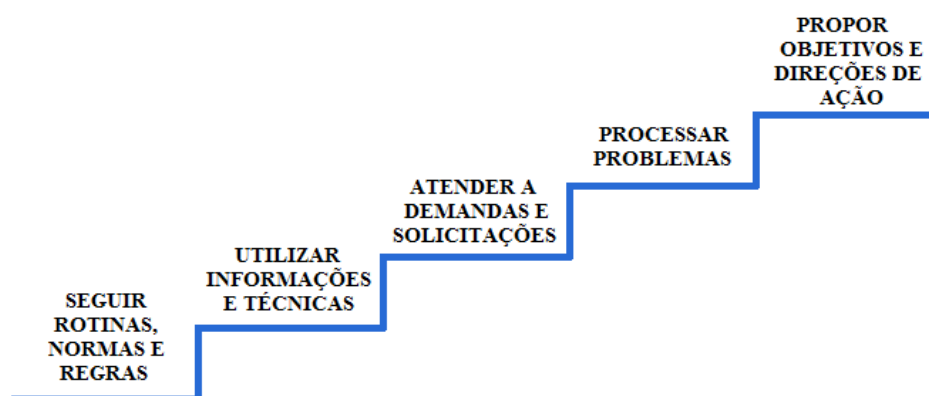 SEGUIR
ROTINAS,
NORMAS E
REGRAS
UTILIZAR
INFORMAÇÕES
E TÉCNICAS
ATENDER A
DEMANDAS E
SOLICITAÇÕES
PROCESSAR
PROBLEMAS
PROPOR
OBJETIVOS E
DIREÇÕES DE
AÇÃO